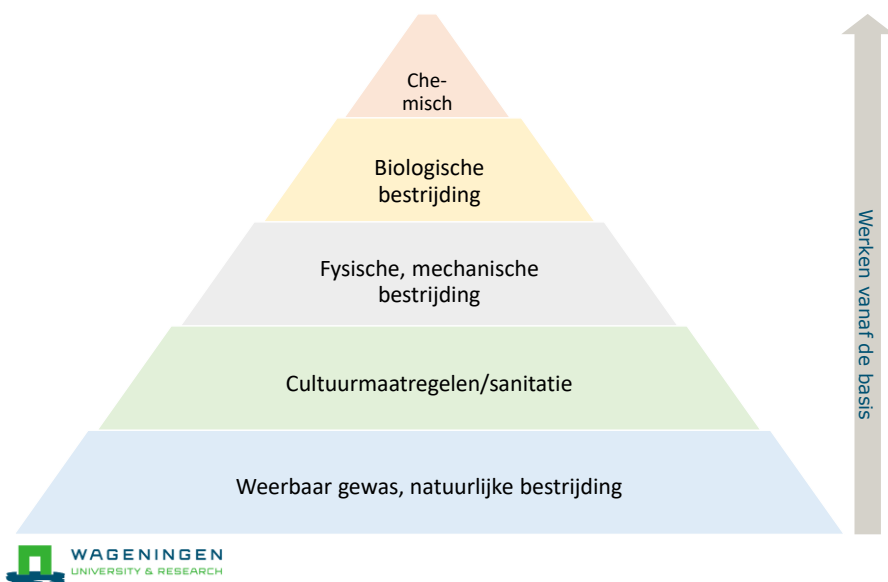 Che-
misch
Biologische
bestrijding
Fysische, mechanische
bestrijding
Cultuurmaatregelen/sanitatie
Weerbaar gewas, natuurlijke bestrijding
Werken vanaf de basis
WAGENINGEN
UNIVERSITY & RESEARCH